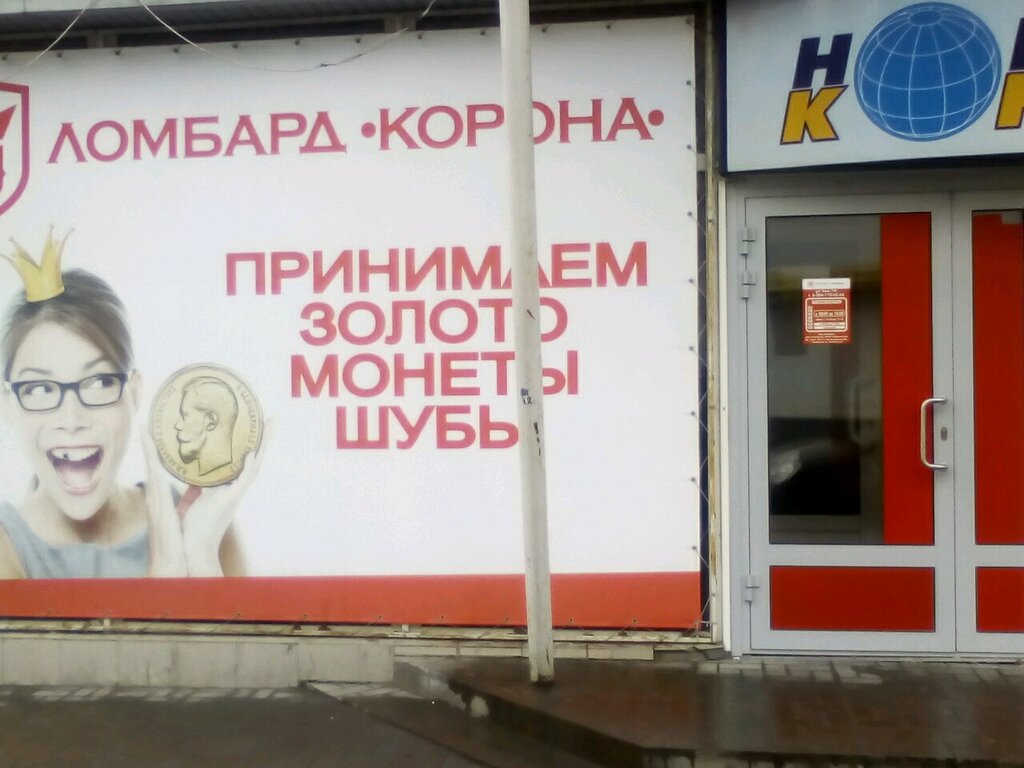 ЛОМБАРД •КОРОНА•
ПРИНИМАЕМ
ЗОЛОТО
МОНЕТЫ
ШУБЫ
Н
К